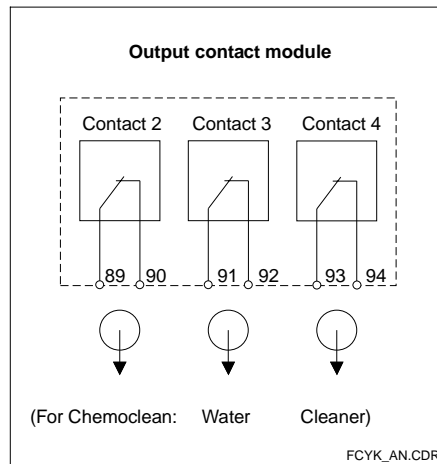 Output contact module
Contact 2 Contact 3 Contact 4
89 90 91 92 93 94
(For Chemoclean: Water Cleaner)
FCYK_AN.CDR